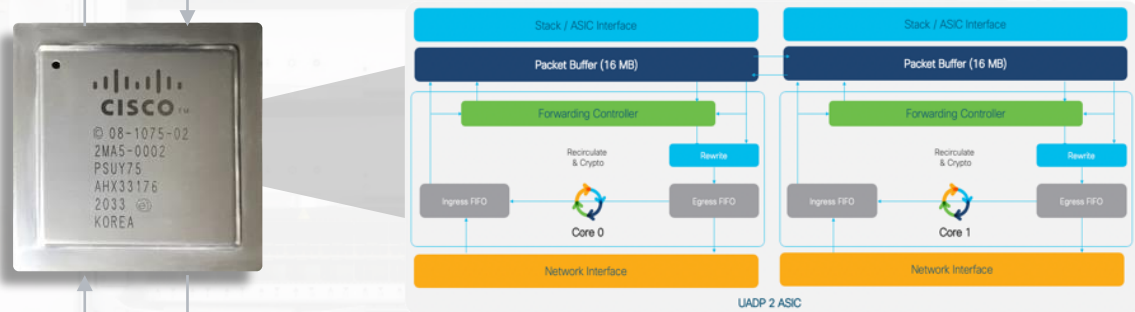 CISCO TM
© 08-1075-02
2MA5-0002
PSUY75
AHX33176
2033 e1
KOREA
Stack / ASIC Interface
Packet Buffer (16 MB)
Forwarding Controller
Recirculate
& Crypto
Rewrite
Ingress FIFO
Egress FIFO
Core 0
Network Interface
Stack / ASIC Interface
Packet Buffer (16 MB)
Forwarding Controller
Recirculate
& Crypto
Rewrite
Ingress FIFO
Egress FIFO
Core 1
Network Interface
UADP 2 ASIC